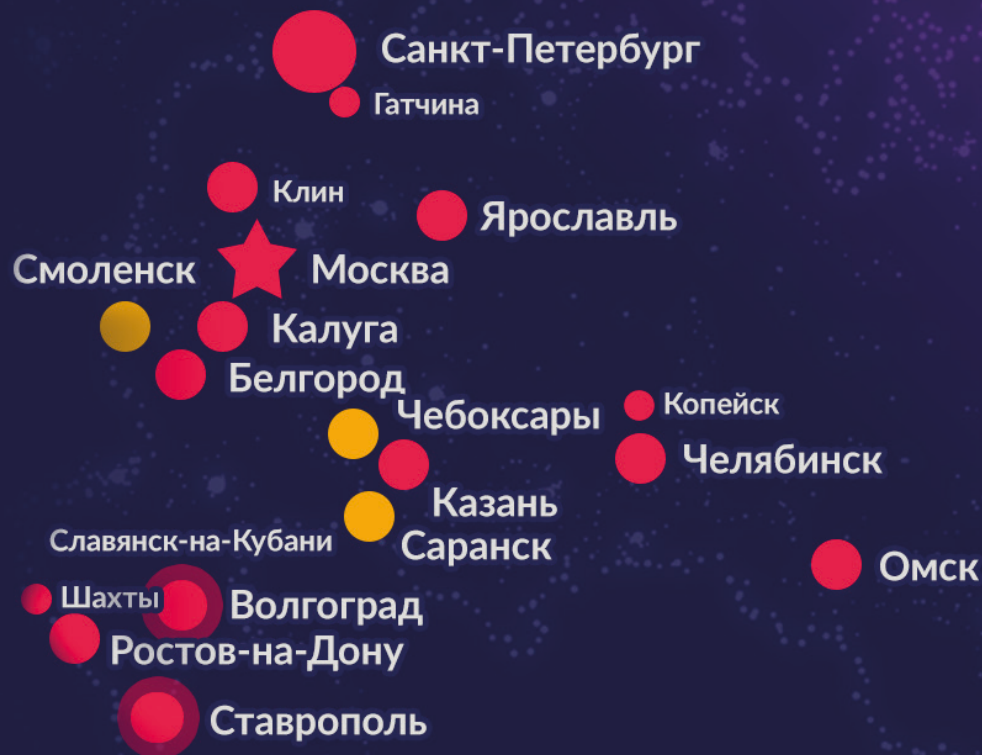 Санкт-Петербург
Гатчина
Клин
Ярославль
Смоленск
Москва
Калуга
Белгород
Чебоксары
Копейск
Челябинск
Казань
Славянск-на-Кубани
Саранск
Омск
Шахты
Волгоград
Ростов-на-Дону
Ставрополь